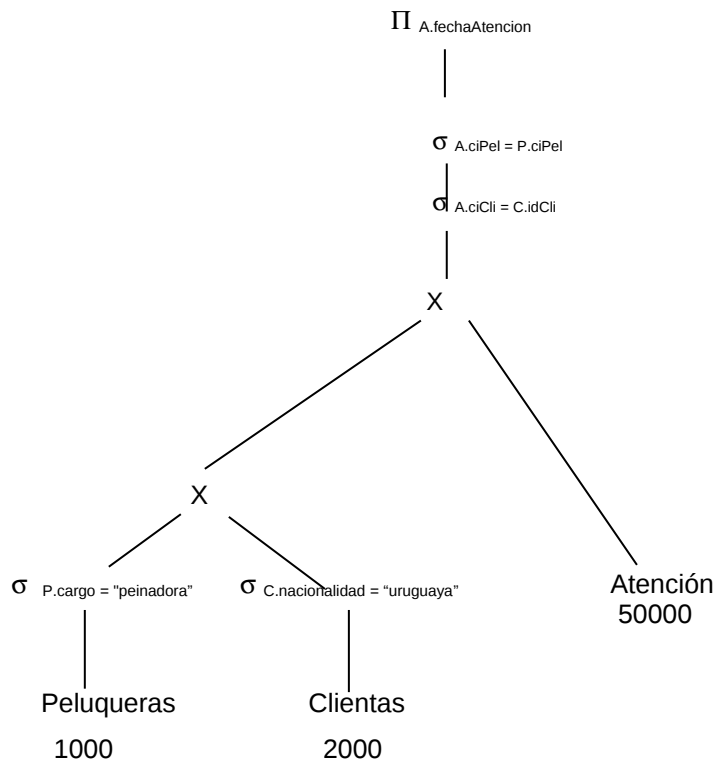 Π A.fechaAtencion
σ A.ciPel = P.ciPel
σ A.ciCli = C.idCli
X
X
σ P.cargo = "peinadora”
σ C.nacionalidad = “uruguaya”
Atención
50000
Peluqueras
Clientas
1000
2000